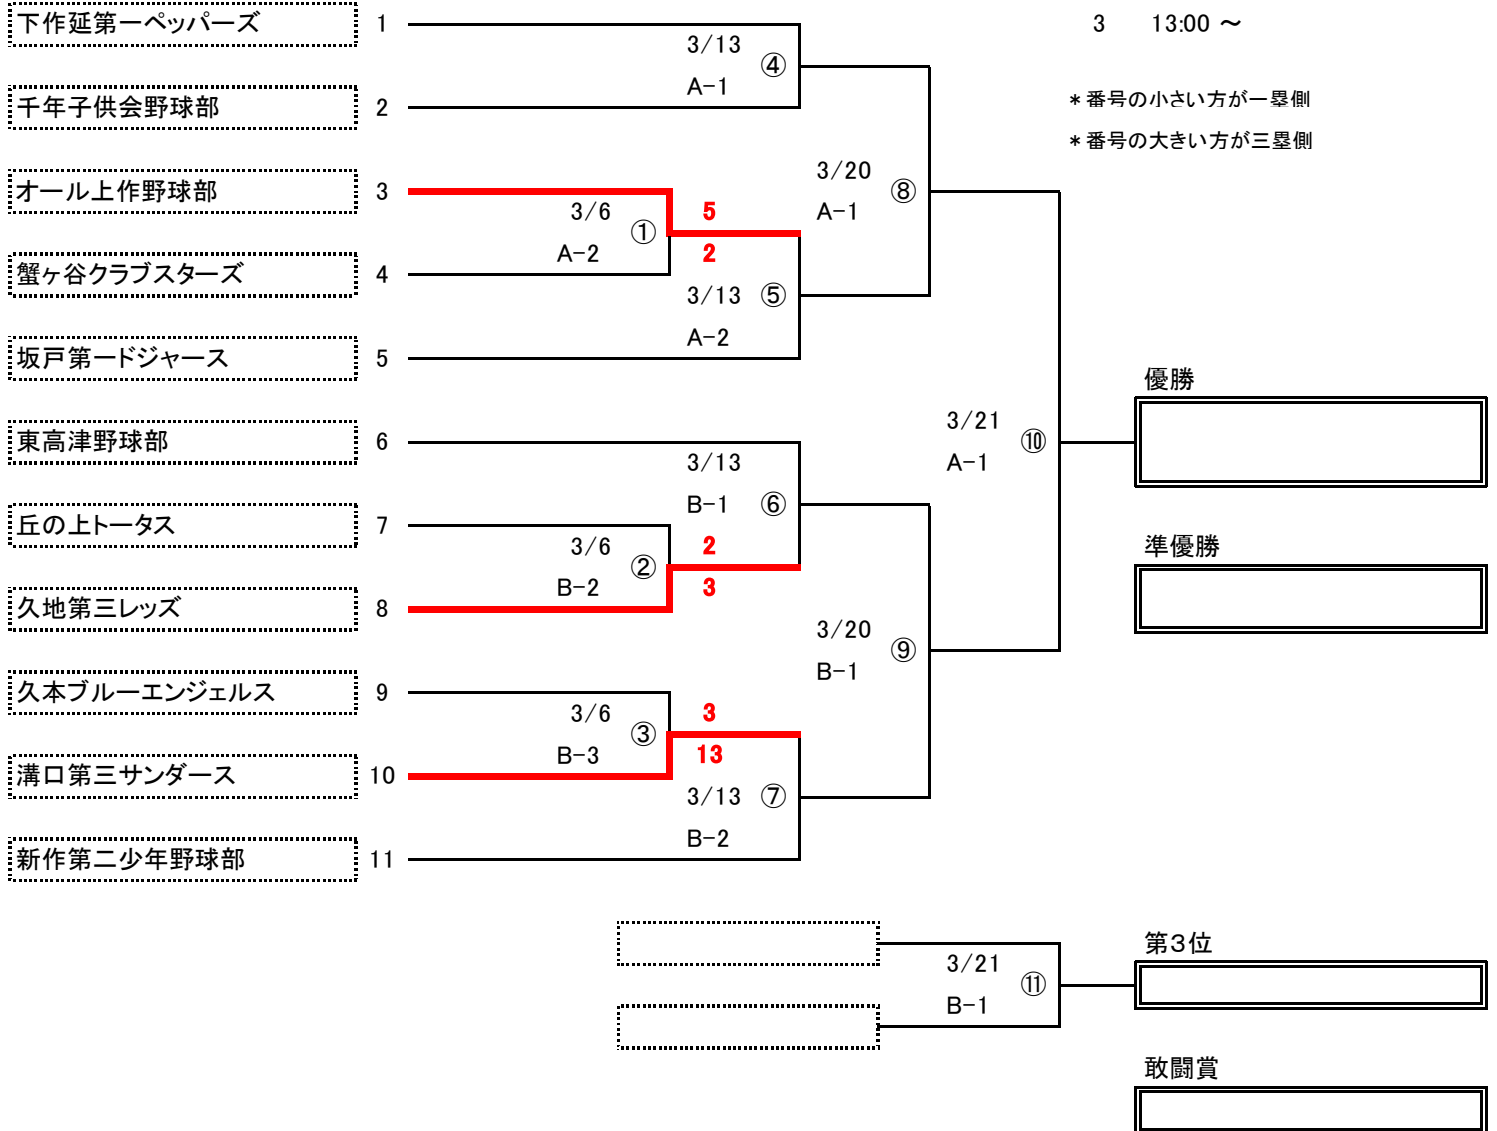 下作延第一ペッパーズ 1
3 13:00 ～
3/13 ④
A-1
千年子供会野球部 2
＊番号の小さい方が一塁側
＊番号の大きい方が三塁側
オール上作野球部 3
3/6 ① 5
A-2 2
3/20 ⑧
A-1
蟹ヶ谷クラブスターズ 4
3/13 ⑤
A-2
坂戸第一ドジャース 5
優勝
東高津野球部 6
3/21 ⑩
A-1
3/13
B-1 ⑥
丘の上トータス 7
準優勝
3/6 ② 2
B-2 3
久地第三レッズ 8
3/20 ⑨
B-1
久本ブルーエンジェルス 9
3/6 ③ 3
B-3 13
溝口第三サンダース 10
3/13 ⑦
B-2
新作第二少年野球部 11
第3位
3/21 ⑪
B-1
敢闘賞